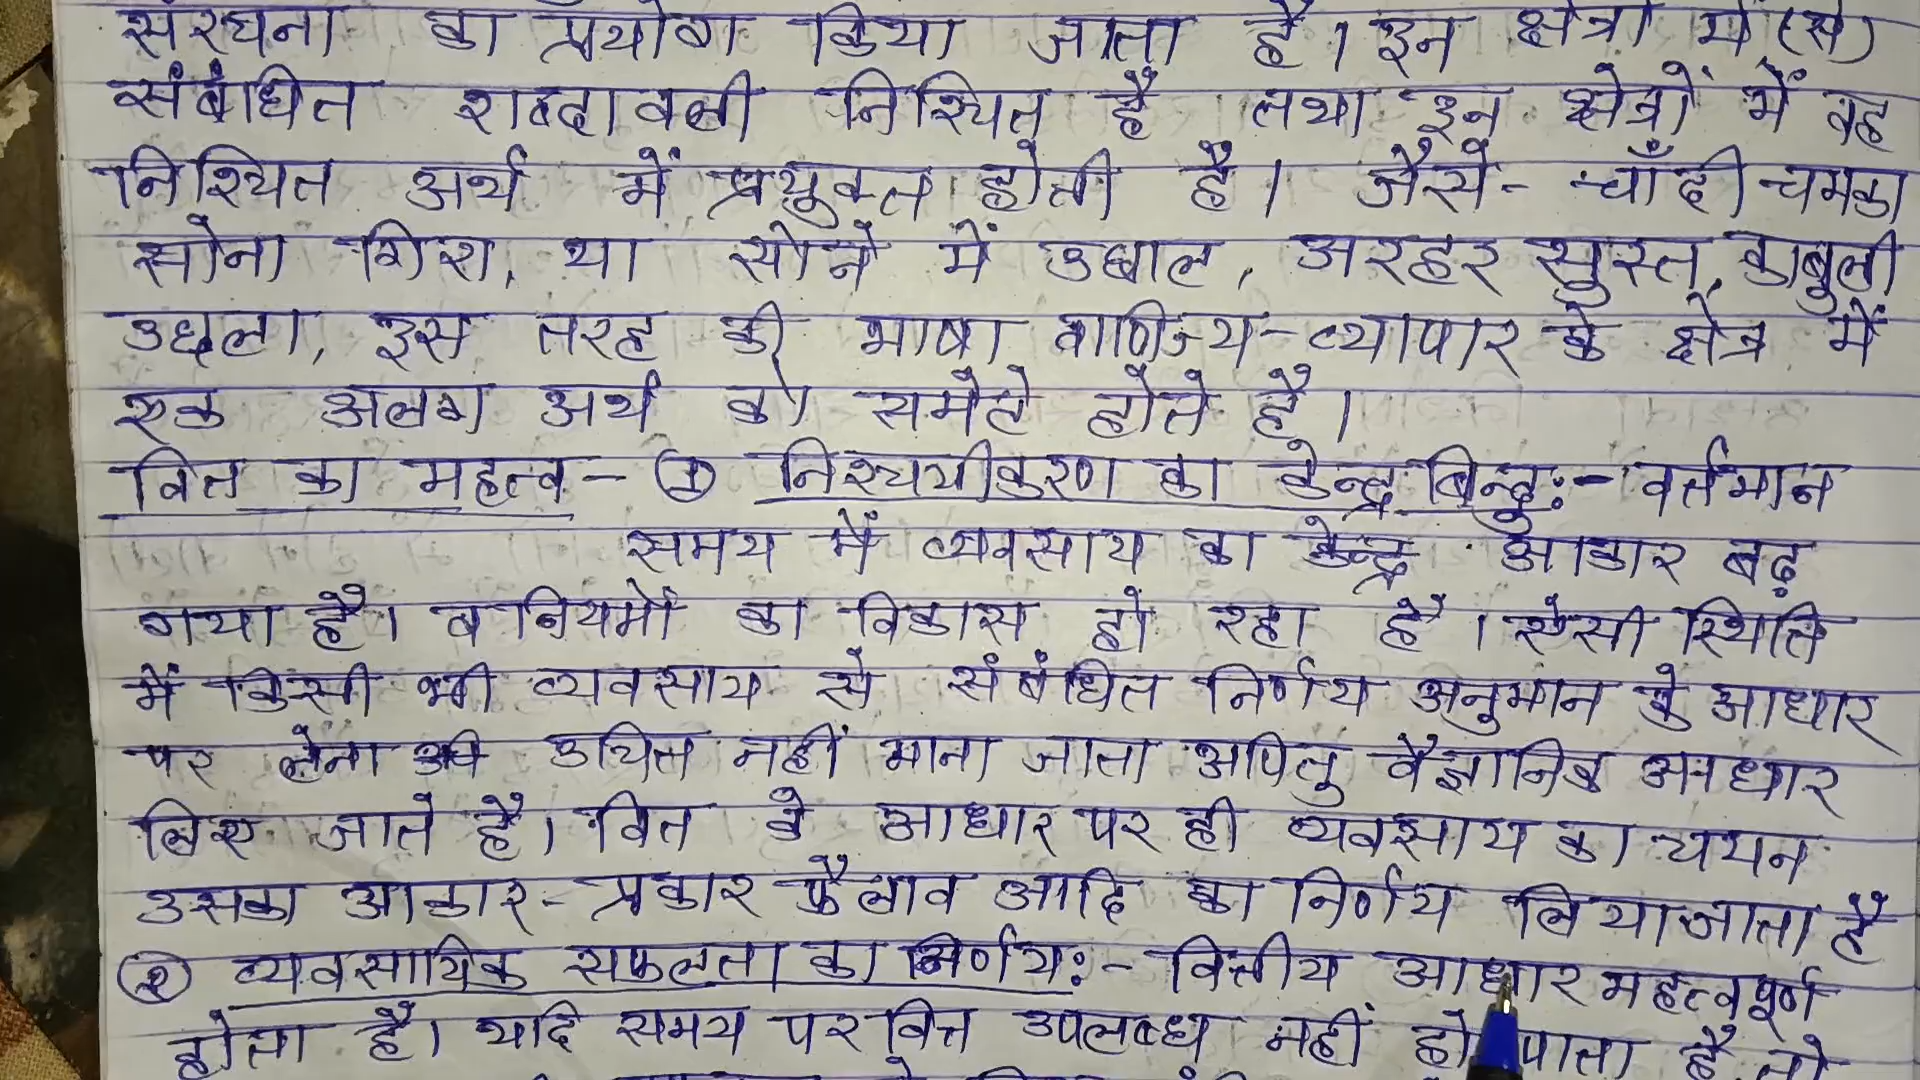 संरचना का प्रयोग किया जाता है। इन क्षेत्रों में (से)
संबंधित शब्दावली निश्चित है तथा इन क्षेत्रों में वह
निश्चित अर्थ में प्रयुक्त होती है। जैसे- चाँदी चमका
सोना गिरा, या सोने में उछाल, अरहर सुस्त, काबुली
उछला, इस तरह की भाषा वाणिज्य-व्यापार के क्षेत्र में
एक अलग अर्थ को समेटे होते है।
वित्त का महत्व- ① निश्चयीकरण का केन्द्र बिन्दु:- वर्तमान
समय में व्यवसाय का केन्द्र आकार बढ़
गया है। व नियमों का विकास हो रहा है। ऐसी स्थिति
में किसी भी व्यवसाय से संबंधित निर्णय अनुमान के आधार
पर लेना उचित नहीं माना जाता अपितु वैज्ञानिक आधार
लिए जाते है। वित्त के आधार पर ही व्यवसाय का चयन
उसका आकार-प्रकार फैलाव आदि का निर्णय लिया जाता है
② व्यवसायिक सफलता का निर्णय:- वित्तीय आधार महत्वपूर्ण
होता है। यदि समय पर वित्त उपलब्ध नहीं हो पाता है तो